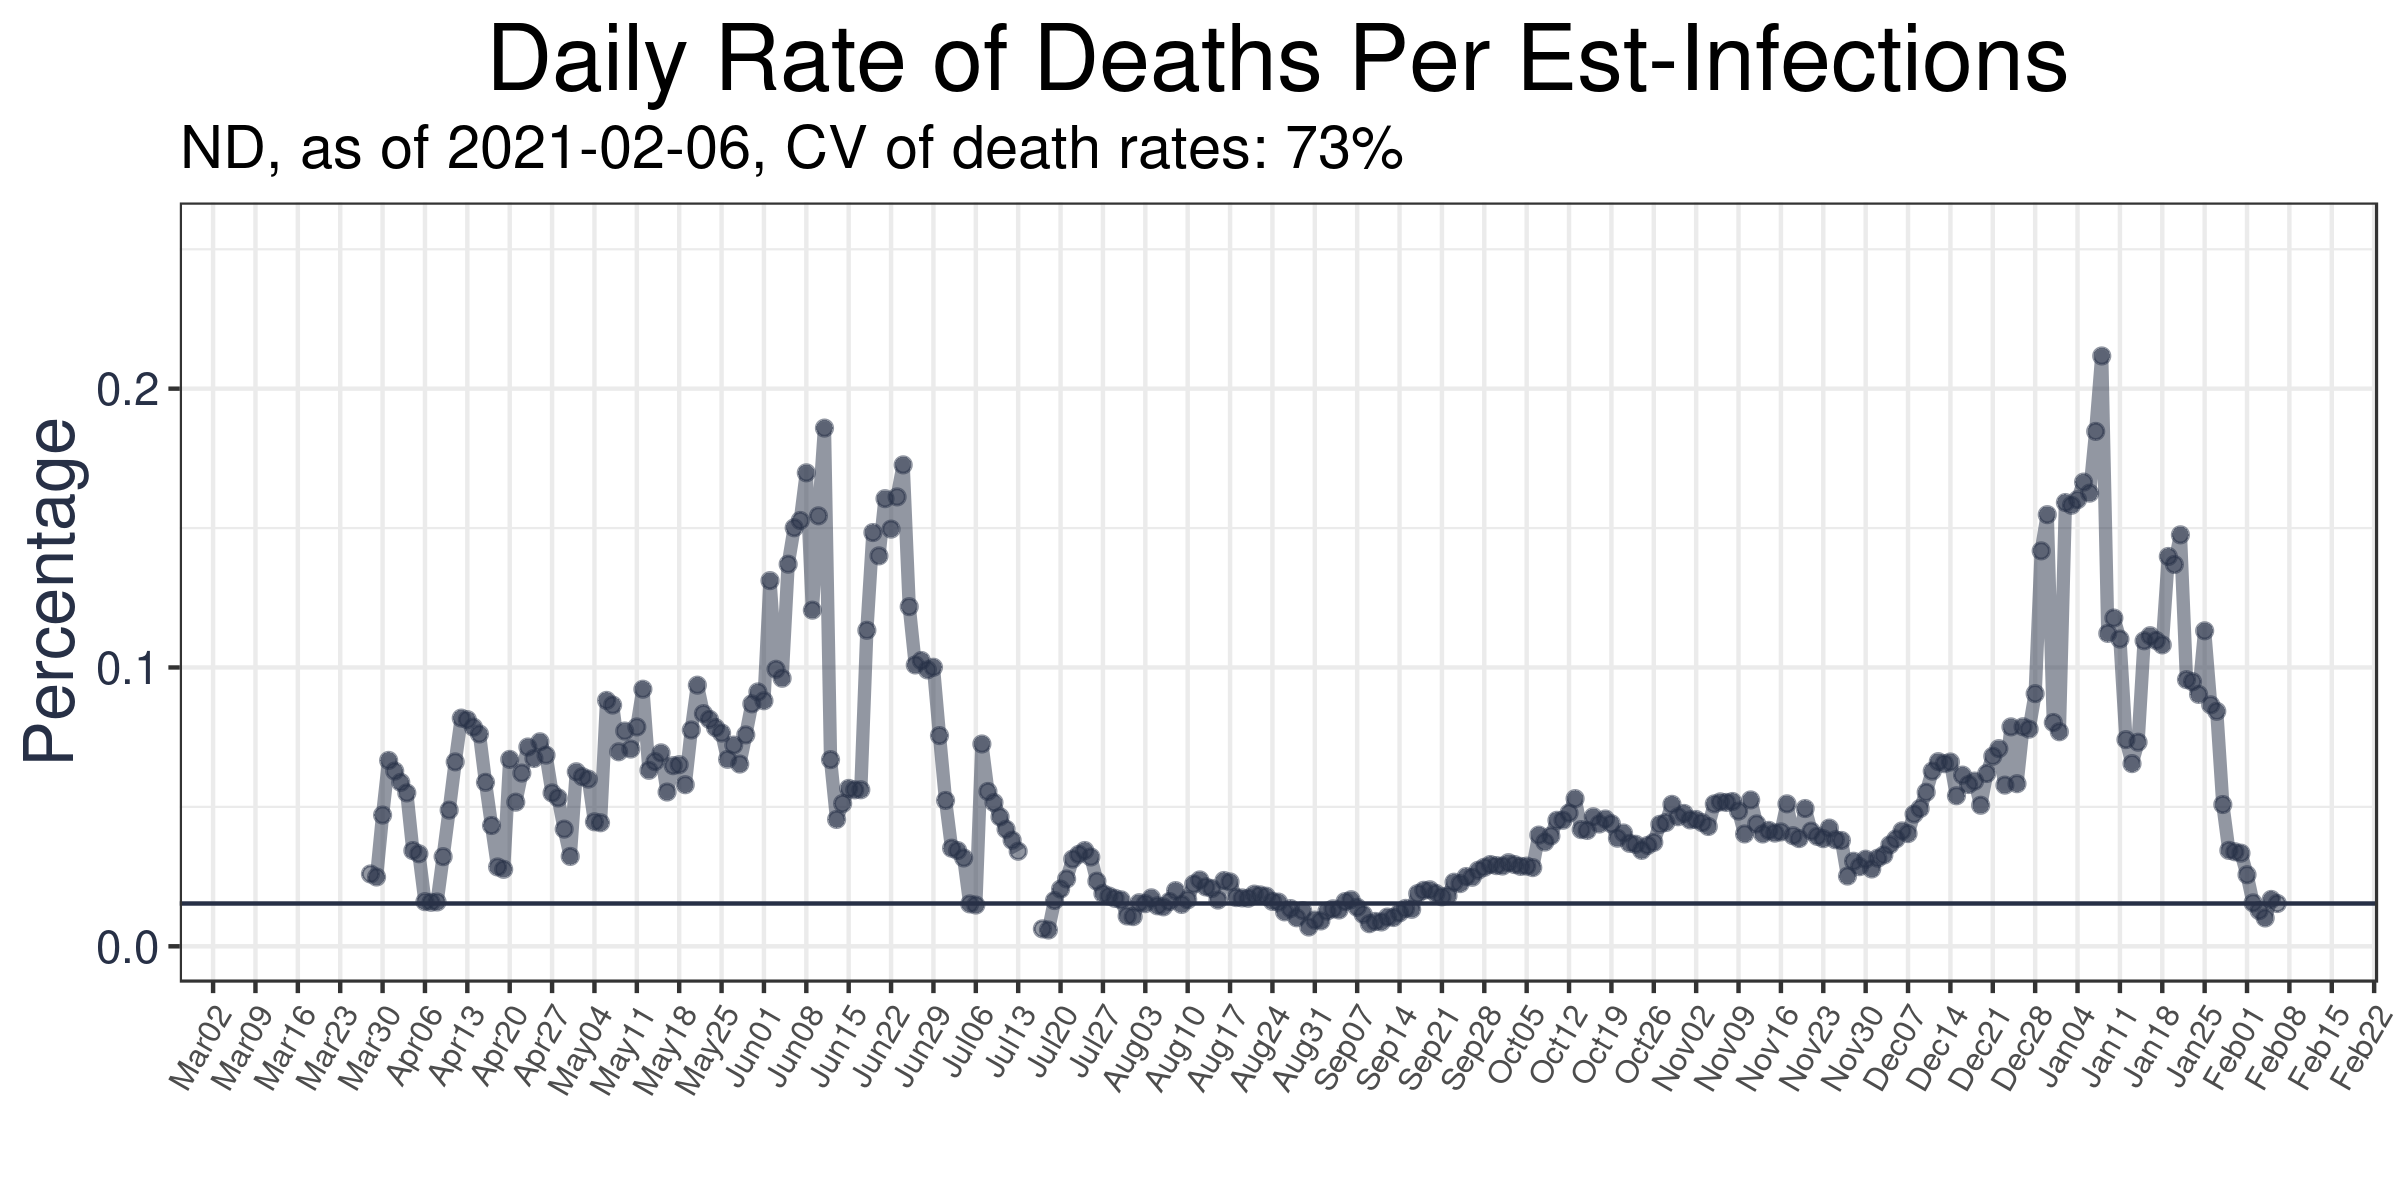 Daily Rate of Deaths Per Est-Infections
ND, as of 2021-02-06, CV of death rates: 73%
Percentage
0.2
0.1
0.0
Mar02
Mar09
Mar16
Mar23
Mar30
Apr06
Apr13
Apr20
Apr27
May04
May11
May18
May25
Jun01
Jun08
Jun15
Jun22
Jun29
Jul06
Jul13
Jul20
Jul27
Aug03
Aug10
Aug17
Aug24
Aug31
Sep07
Sep14
Sep21
Sep28
Oct05
Oct12
Oct19
Oct26
Nov02
Nov09
Nov16
Nov23
Nov30
Dec07
Dec14
Dec21
Dec28
Jan04
Jan11
Jan18
Jan25
Feb01
Feb08
Feb15
Feb22